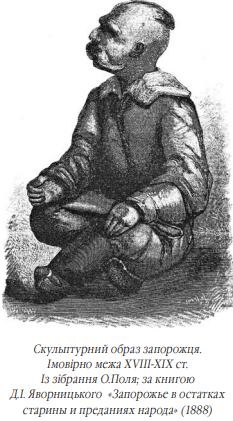 Скульптурний образ запорожця.
Імовірно межа XVIII-XIX ст.
Із зібрання О.Поля; за книгою
Д.І. Яворницького «Запорожье в остатках
старины и преданиях народа» (1888)